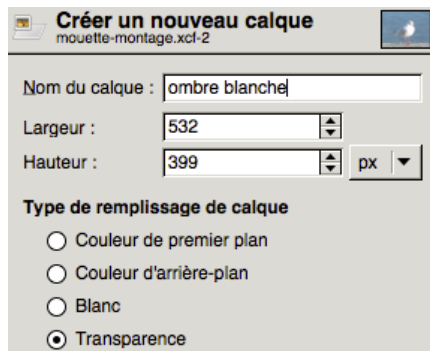 Créer un nouveau calque
mouette-montage.xcf-2
Nom du calque : ombre blanche
Largeur : 532
Hauteur : 399 px
Type de remplissage de calque
Couleur de premier plan
Couleur d'arrière-plan
Blanc
Transparence